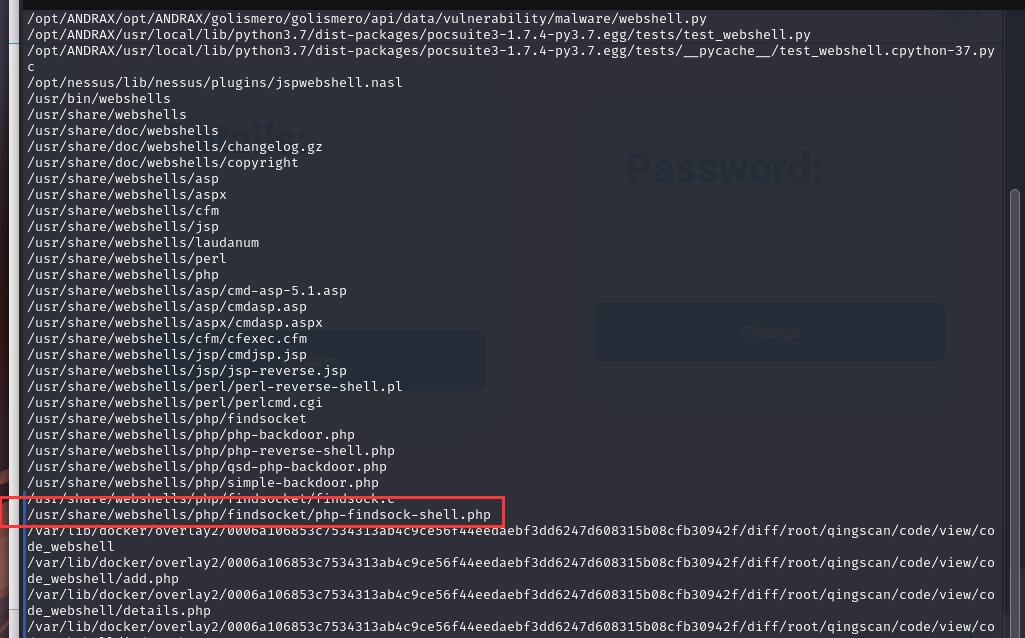 /opt/ANDRAX/opt/ANDRAX/golismero/golismero/api/data/vulnerability/malware/webshell.py
logout
/opt/ANDRAX/usr/local/lib/python3.7/dist-packages/pocsuite3-1.7.4-py3.7.egg/tests/test_webshell.py
/opt/ANDRAX/usr/local/lib/python3.7/dist-packages/pocsuite3-1.7.4-py3.7.egg/tests/__pycache__/test_webshell.cpython-37.py
c
/opt/nessus/lib/nessus/plugins/jspwebshell.nasl
/usr/bin/webshells
/usr/share/webshells
/usr/share/doc/webshells
/usr/share/doc/webshells/changelog.gz
/usr/share/doc/webshells/copyright
Password:
/usr/share/webshells/asp
/usr/share/webshells/aspx
/usr/share/webshells/cfm
/usr/share/webshells/jsp
/usr/share/webshells/laudanum
/usr/share/webshells/perl
/usr/share/webshells/php
/usr/share/webshells/asp/cmd-asp-5.1.asp
/usr/share/webshells/asp/cmdasp.asp
/usr/share/webshells/aspx/cmdasp.aspx
Change
/usr/share/webshells/cfm/cfexec.cfm
/usr/share/webshells/jsp/cmdjsp.jsp
/usr/share/webshells/jsp/jsp-reverse.jsp
/usr/share/webshells/perl/perl-reverse-shell.pl
/usr/share/webshells/perl/perlcmd.cgi
/usr/share/webshells/php/findsocket
/usr/share/webshells/php/php-backdoor.php
/usr/share/webshells/php/php-reverse-shell.php
/usr/share/webshells/php/qsd-php-backdoor.php
/usr/share/webshells/php/simple-backdoor.php
/usr/share/webshells/php/findsocket/findsock.c
/usr/share/webshells/php/findsocket/php-findsock-shell.php
/var/lib/docker/overlay2/0006a106853c7534313ab4c9ce56f44eedaebf3dd6247d608315b08cfb30942f/diff/root/qingscan/code/view/co
de_webshell
/var/lib/docker/overlay2/0006a106853c7534313ab4c9ce56f44eedaebf3dd6247d608315b08cfb30942f/diff/root/qingscan/code/view/co
de_webshell/add.php
/var/lib/docker/overlay2/0006a106853c7534313ab4c9ce56f44eedaebf3dd6247d608315b08cfb30942f/diff/root/qingscan/code/view/co
de_webshell/details.php
/var/lib/docker/overlay2/0006a106853c7534313ab4c9ce56f44eedaebf3dd6247d608315b08cfb30942f/diff/root/qingscan/code/view/co